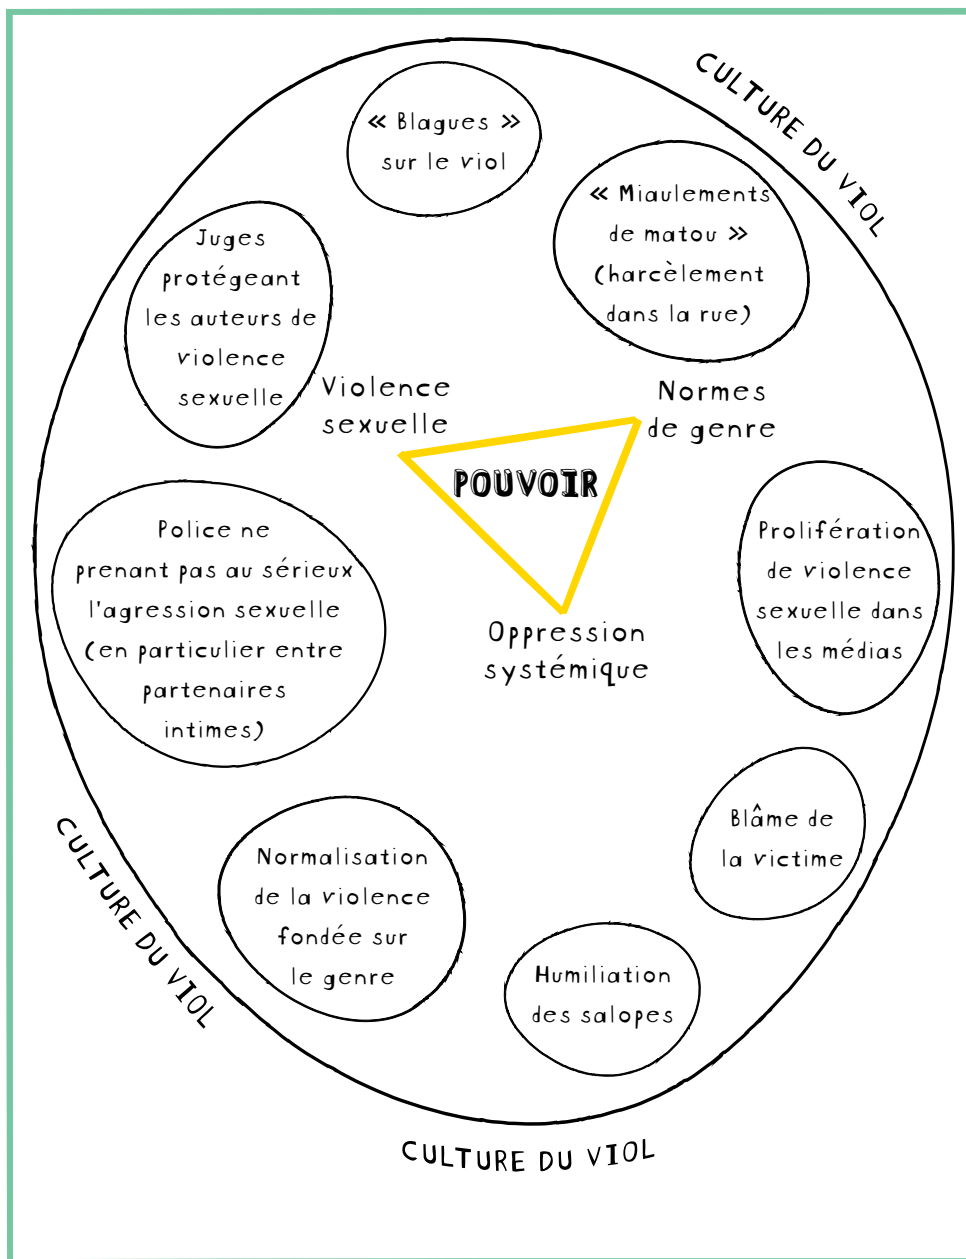 CULTURE DU VIOL
« Blagues »
sur le viol
« Miaulements
de matou »
(harcèlement
dans la rue)
Juges
protégeant
les auteurs de
violence
sexuelle
Violence
sexuelle
Normes
de genre
POUVOIR
Oppression
systémique
Police ne
prenant pas au sérieux
l'agression sexuelle
(en particulier entre
partenaires
intimes)
Prolifération
de violence
sexuelle dans
les médias
Blâme de
la victime
Normalisation
de la violence
fondée sur
le genre
Humiliation
des salopes
CULTURE DU VIOL
CULTURE DU VIOL